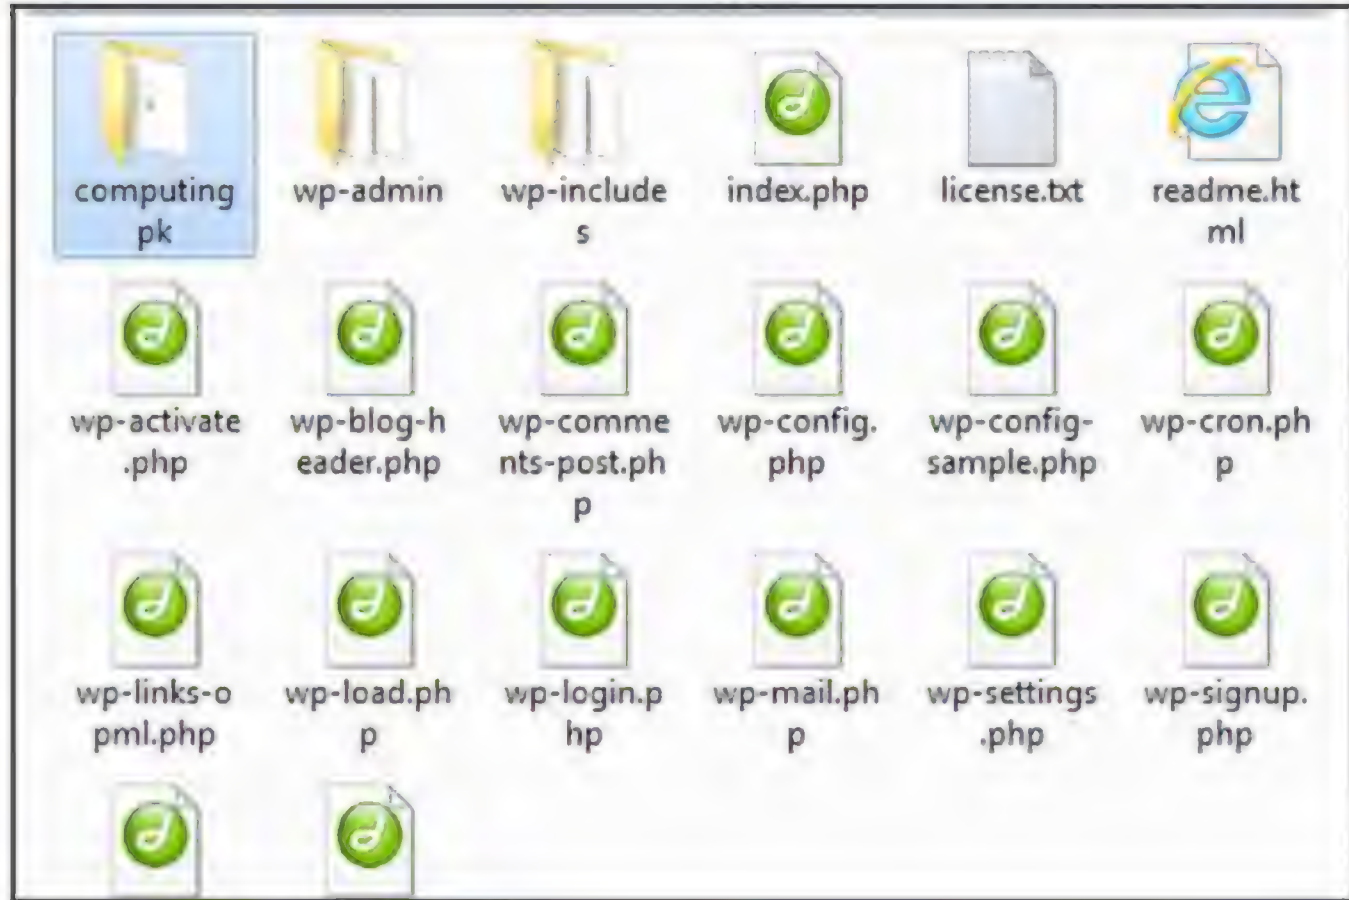 computing
pk
wp-admin
wp-include
s
index.php
license.txt
readme.ht
ml
wp-activate
.php
wp-blog-h
eader.php
wp-comme
nts-post.ph
p
wp-config.
php
wp-config-
sample.php
wp-cron.ph
p
wp-links-o
pml.php
wp-load.ph
p
wp-login.p
hp
wp-mail.ph
p
wp-settings
.php
wp-signup.
php